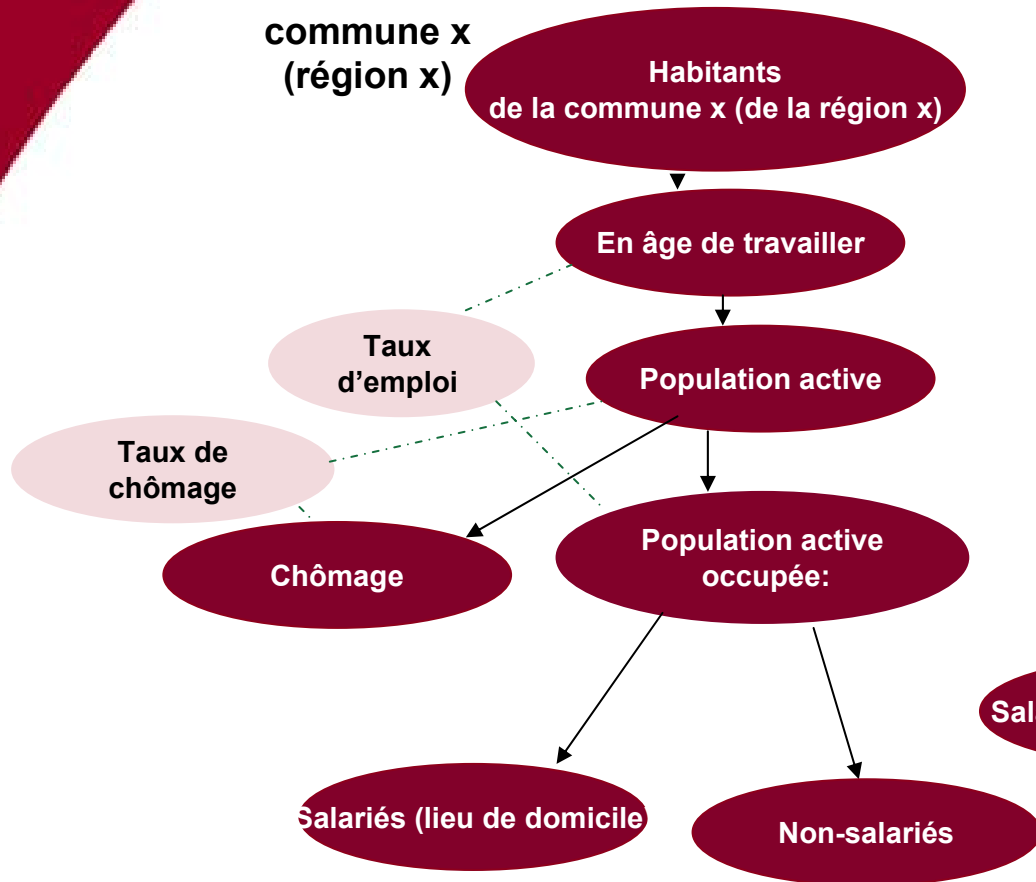 commune x
(région x)
Habitants
de la commune x (de la région x)
En âge de travailler
Taux
d’emploi
Population active
Taux de
chômage
Population active
occupée:
Chômage
Salariés (lieu de domicile
Non-salariés